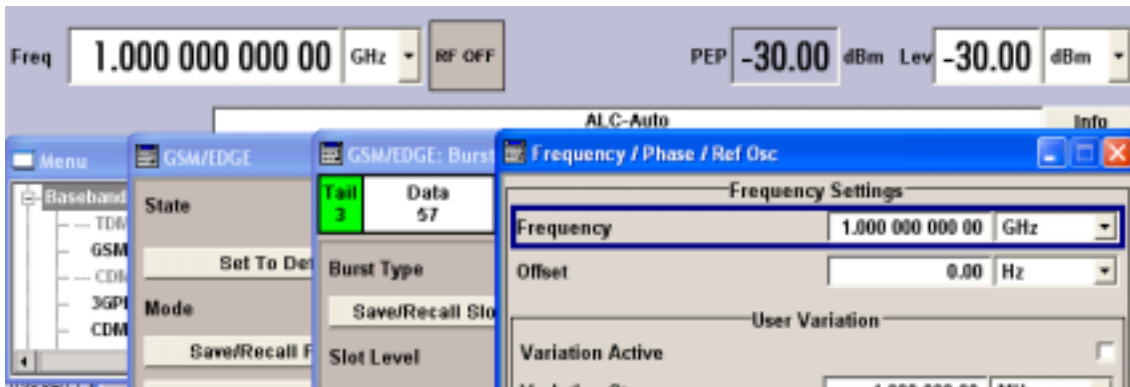 Freq 1.000 000 000 00 GHz RF OFF PEP -30.00 dBm Lev -30.00 dBm
ALC-Auto Info
Menu GSM/EDGE GSM/EDGE: Burst Frequency / Phase / Ref Osc
Baseband State Tail Data Frequency Settings
3 57
TDM Frequency 1.000 000 000 00 GHz
GSM Set To Def Burst Type Offset 0.00 Hz
CDM
3GPP Mode Save/Recall Slo User Variation
CDM
Save/Recall F Slot Level Variation Active